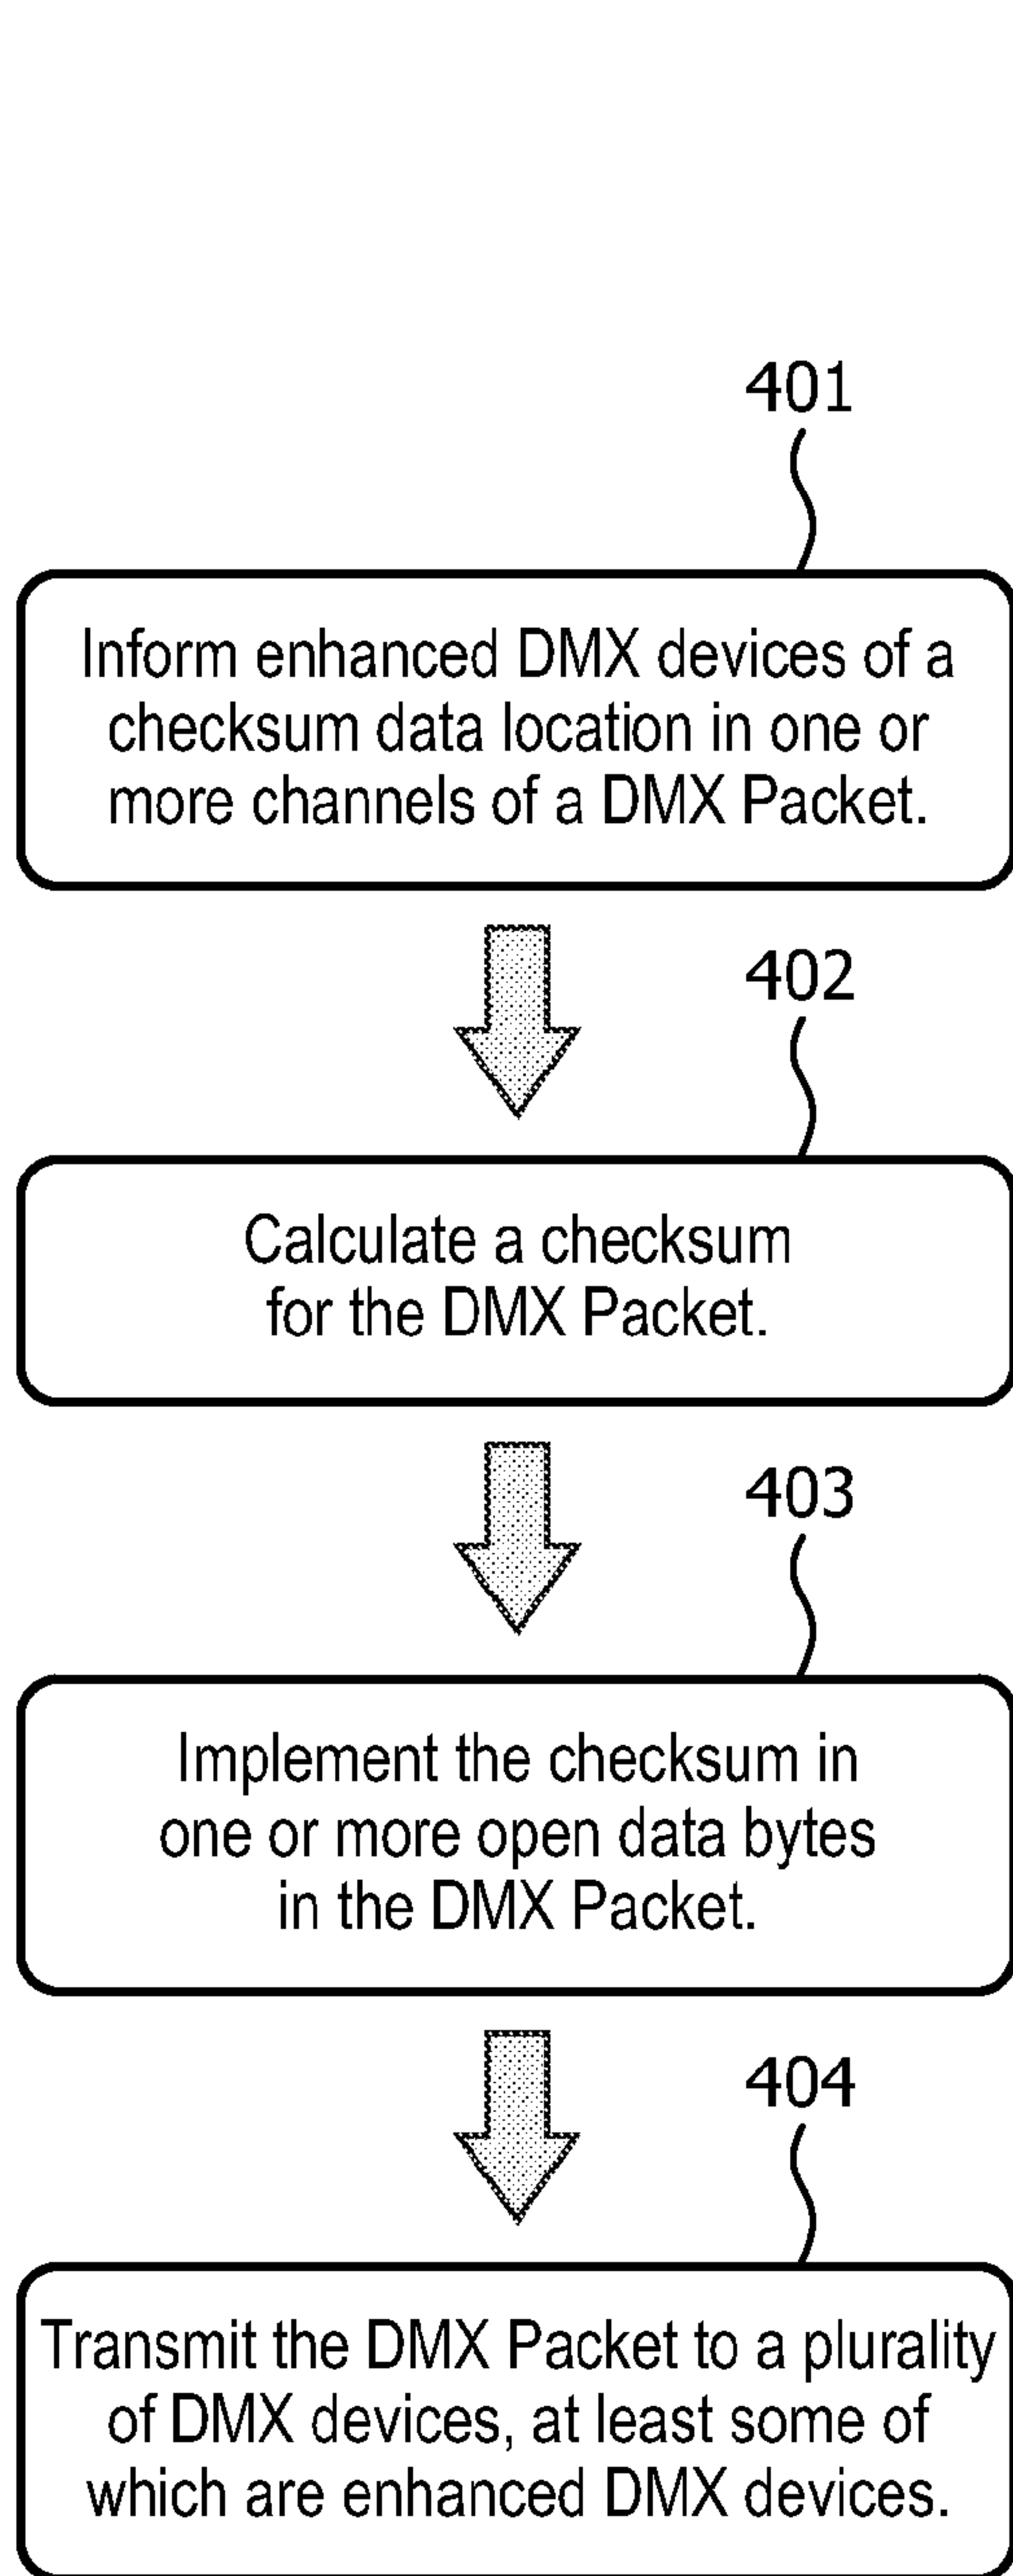 401
Inform enhanced DMX devices of a
checksum data location in one or
more channels of a DMX Packet.
402
Calculate a checksum
for the DMX Packet.
403
Implement the checksum in
one or more open data bytes
in the DMX Packet.
404
Transmit the DMX Packet to a plurality
of DMX devices, at least some of
which are enhanced DMX devices.